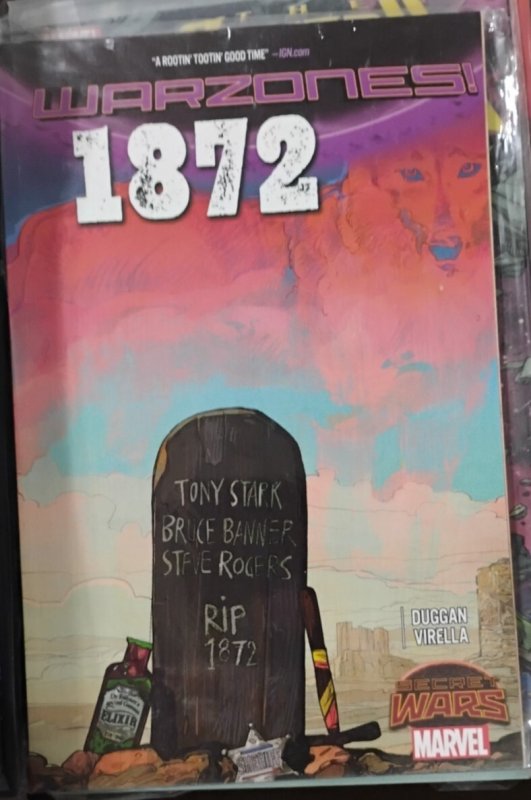 "A ROOTIN' TOOTIN' GOOD TIME" —IGN.com
WARZONES!
1872
TONY STARK
BRUCE BANNER
STEVE ROGERS
RIP
1872
DUGGAN
VIRELLA
ELIXIR
SHERIFF
SECRET
WARS
MARVEL